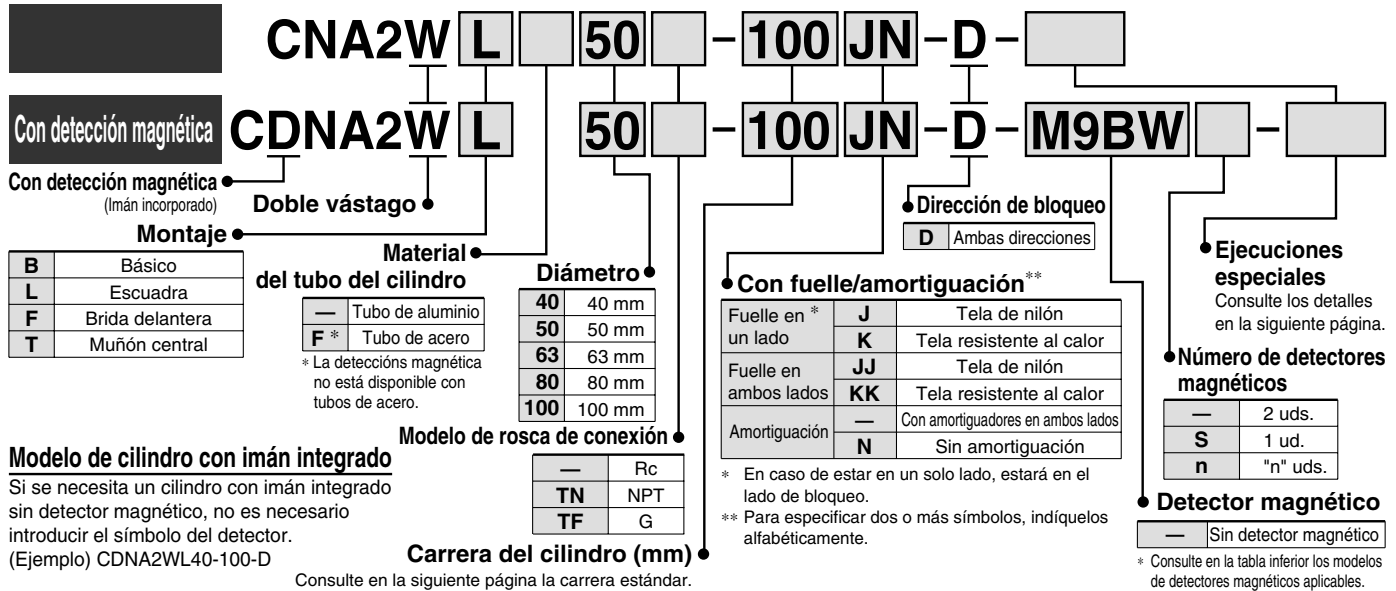 CNA2W L 50 - 100 JN - D -
Con detección magnética CDNA2W L 50 - 100 JN - D - M9BW -
Con detección magnética
(Imán incorporado)
Doble vástago
Montaje
B Básico
L Escuadra
F Brida delantera
T Muñón central
Material
del tubo del cilindro
— Tubo de aluminio
F * Tubo de acero
* La deteccións magnética
no está disponible con
tubos de acero.
Diámetro
40 40 mm
50 50 mm
63 63 mm
80 80 mm
100 100 mm
Modelo de rosca de conexión
— Rc
TN NPT
TF G
Carrera del cilindro (mm)
Consulte en la siguiente página la carrera estándar.
Modelo de cilindro con imán integrado
Si se necesita un cilindro con imán integrado
sin detector magnético, no es necesario
introducir el símbolo del detector.
(Ejemplo) CDNA2WL40-100-D
Dirección de bloqueo
D Ambas direcciones
Con fuelle/amortiguación**
Fuelle en *
un lado
J Tela de nilón
K Tela resistente al calor
Fuelle en
ambos lados
JJ Tela de nilón
KK Tela resistente al calor
Amortiguación
— Con amortiguadores en ambos lados
N Sin amortiguación
* En caso de estar en un solo lado, estará en el
lado de bloqueo.
** Para especificar dos o más símbolos, indíquelos
alfabéticamente.
Ejecuciones
especiales
Consulte los detalles
en la siguiente página.
Número de detectores
magnéticos
— 2 uds.
S 1 ud.
n "n" uds.
Detector magnético
— Sin detector magnético
* Consulte en la tabla inferior los modelos
de detectores magnéticos aplicables.